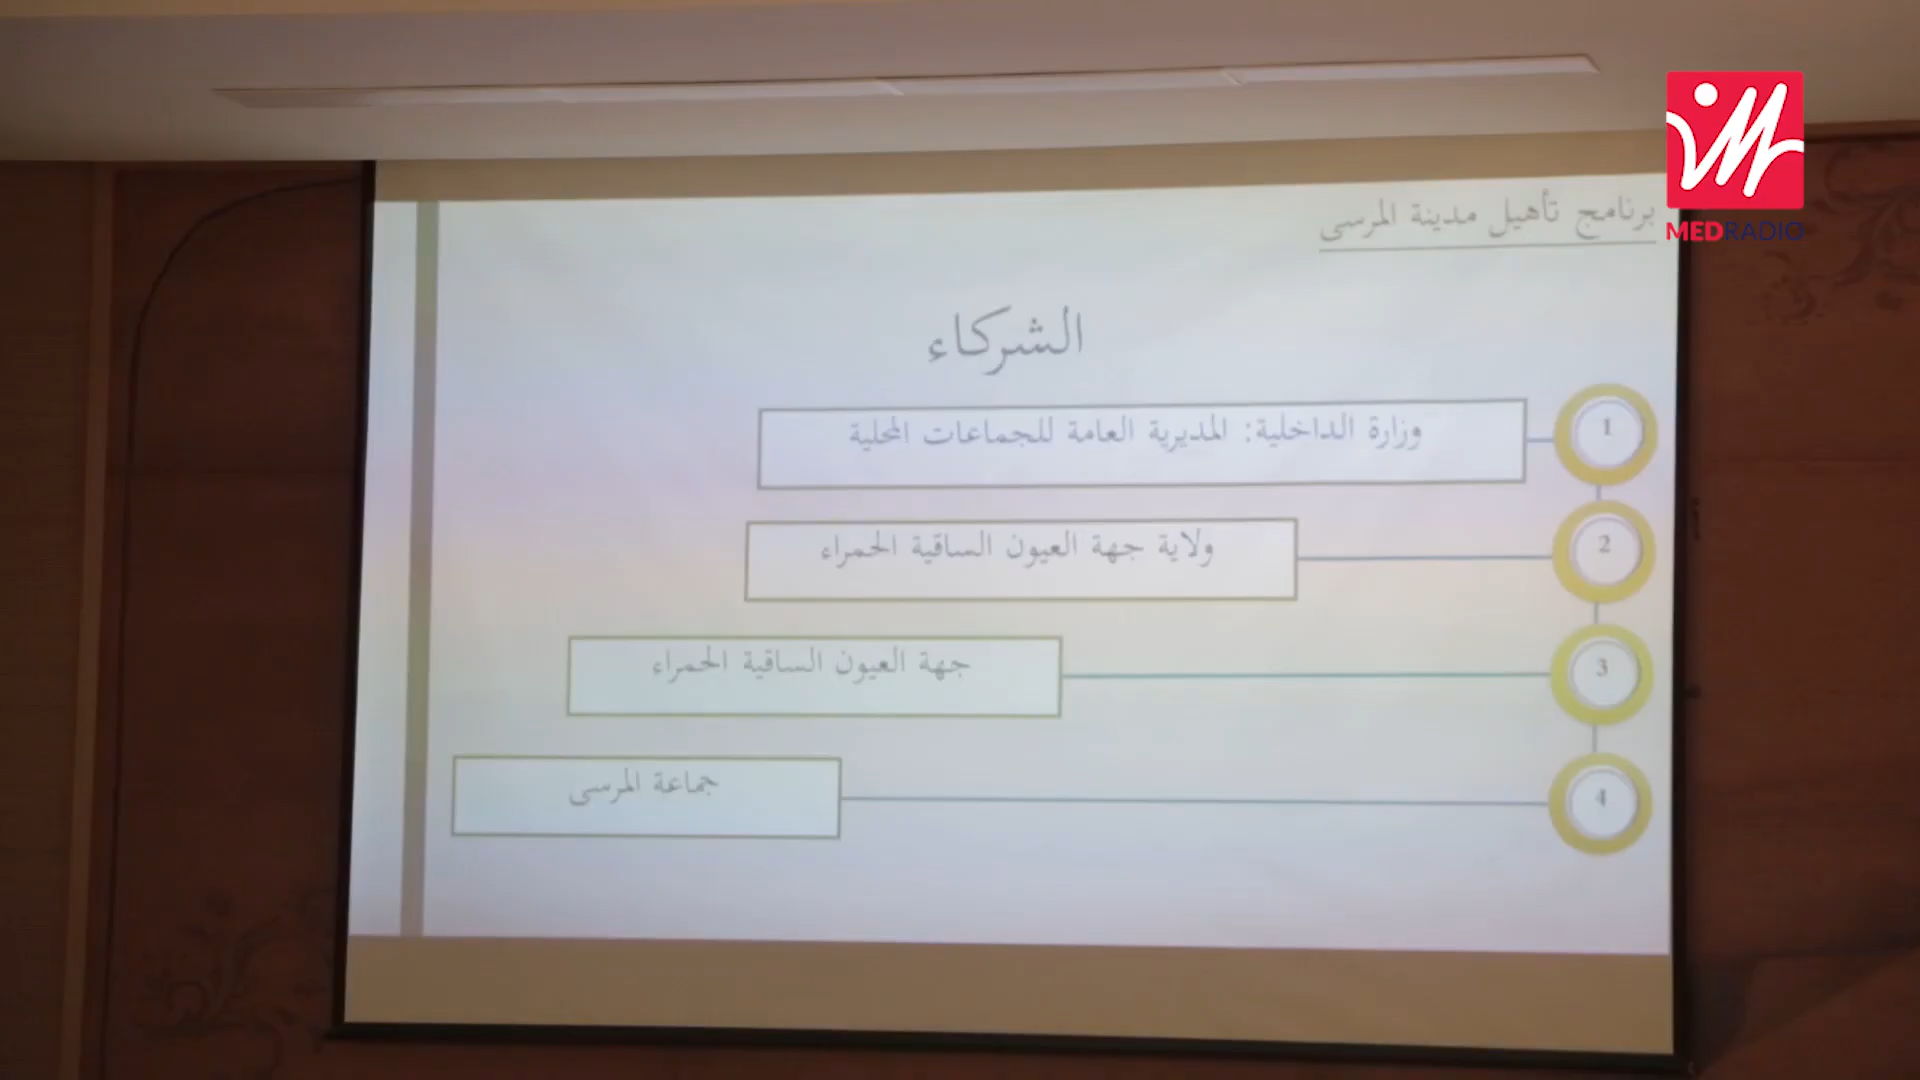 MEDRADIO
برنامج تأهيل مدينة المرسى
الشركاء
1
وزارة الداخلية: المديرية العامة للجماعات المحلية
2
ولاية جهة العيون الساقية الحمراء
3
جهة العيون الساقية الحمراء
4
جماعة المرسى